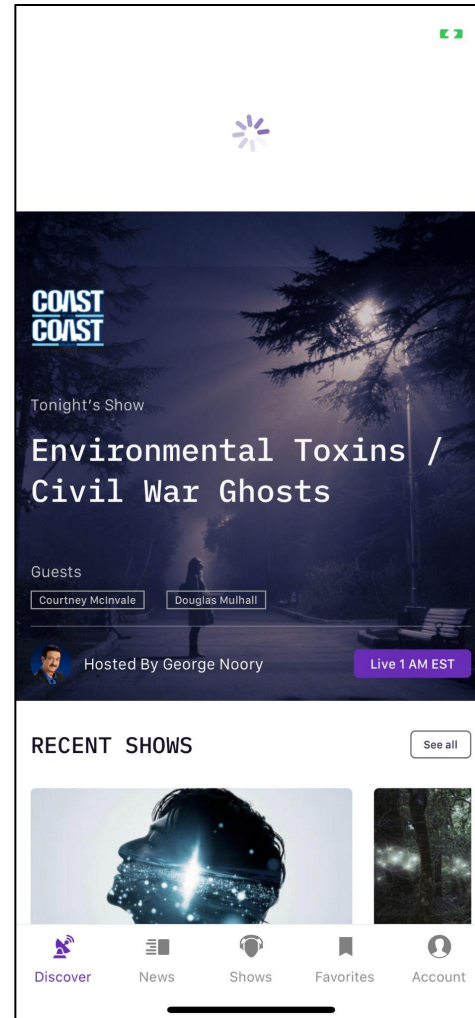 COAST
COAST
Tonight's Show
Environmental Toxins /
Civil War Ghosts
Guests
Courtney McInvale
Douglas Mulhall
Hosted By George Noory
Live 1 AM EST
RECENT SHOWS
See all
Discover
News
Shows
Favorites
Account